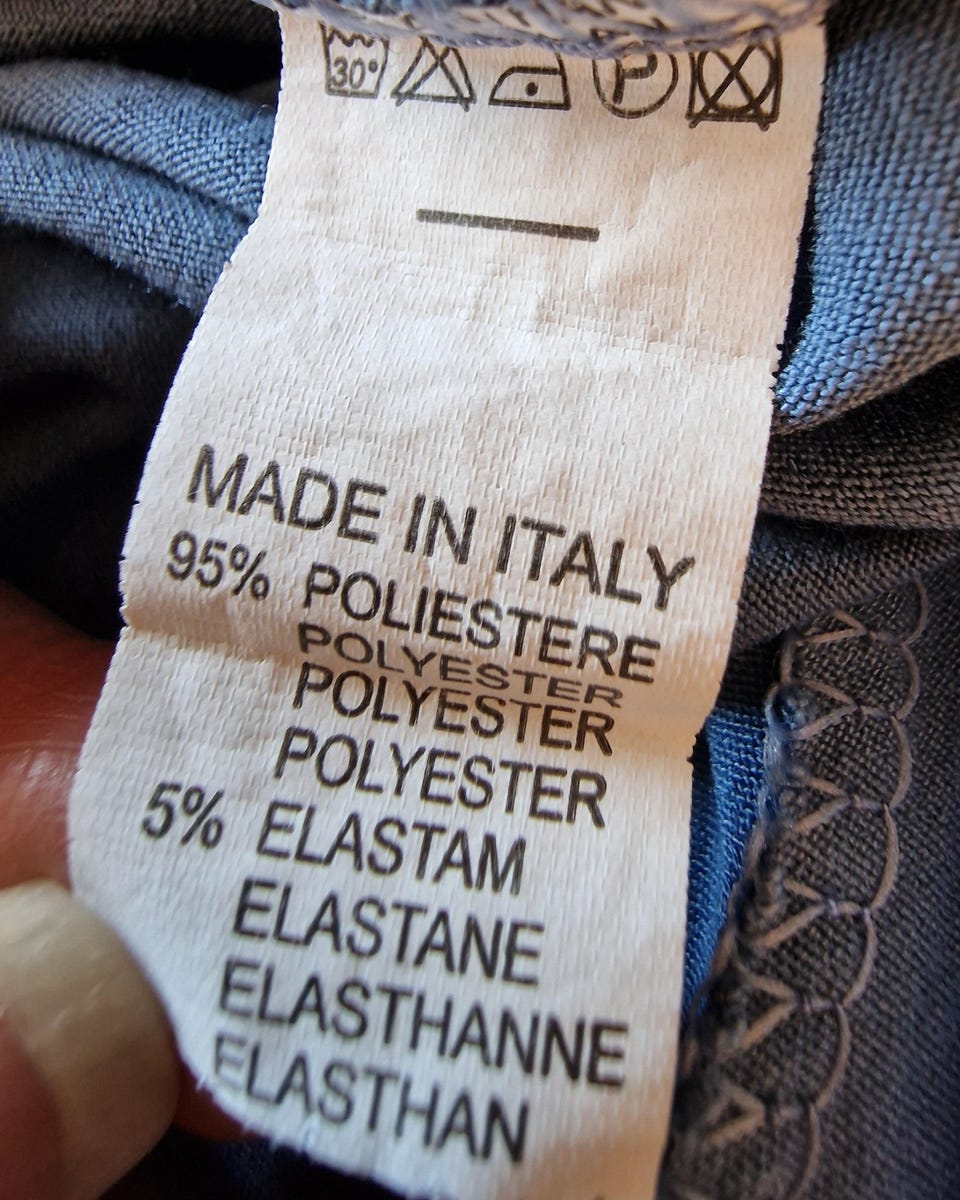 30°
P
MADE IN ITALY
95% POLIESTERE
POLYESTER
POLYESTER
POLYESTER
5% ELASTAM
ELASTANE
ELASTHANNE
ELASTHAN